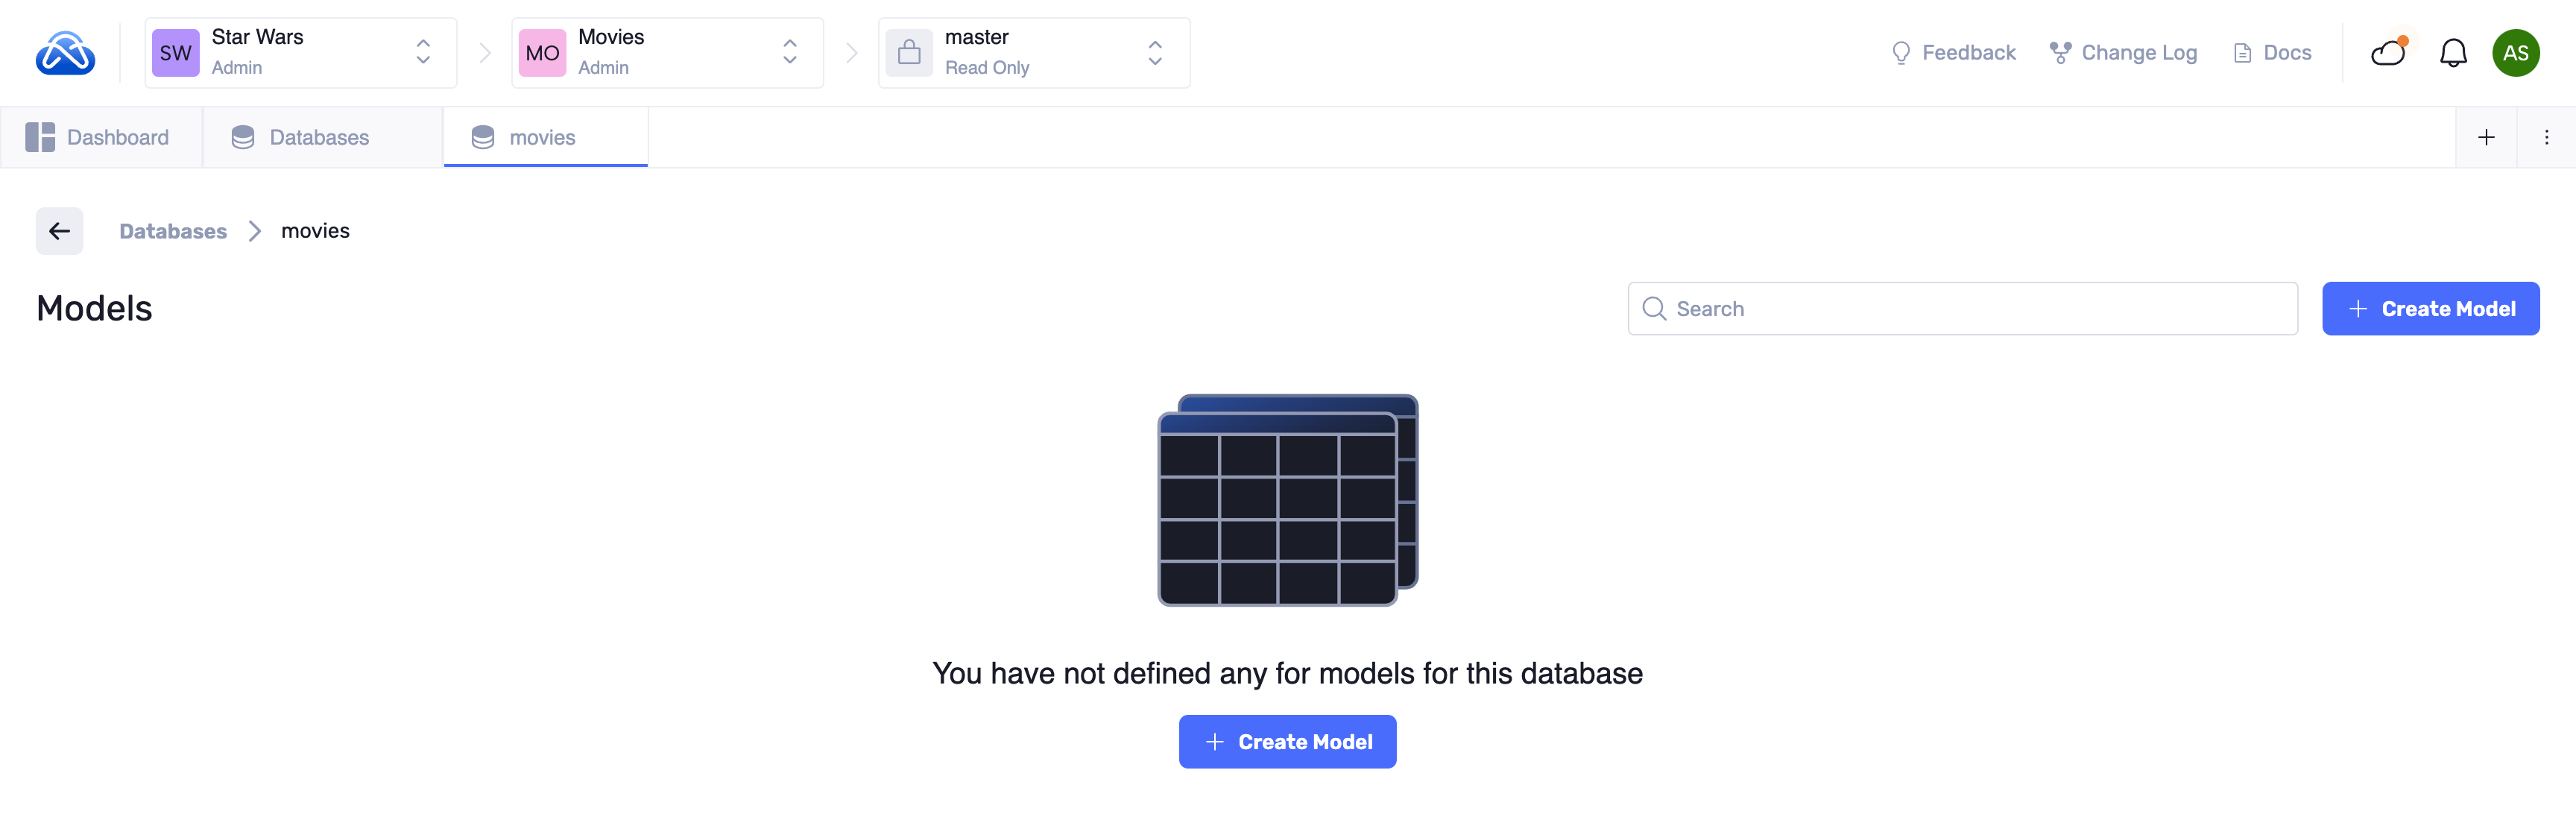 SW
Star Wars
Admin
MO
Movies
Admin
master
Read Only
Feedback
Change Log
Docs
AS
Dashboard
Databases
movies
Databases
movies
Models
Search
Create Model
You have not defined any for models for this database
Create Model